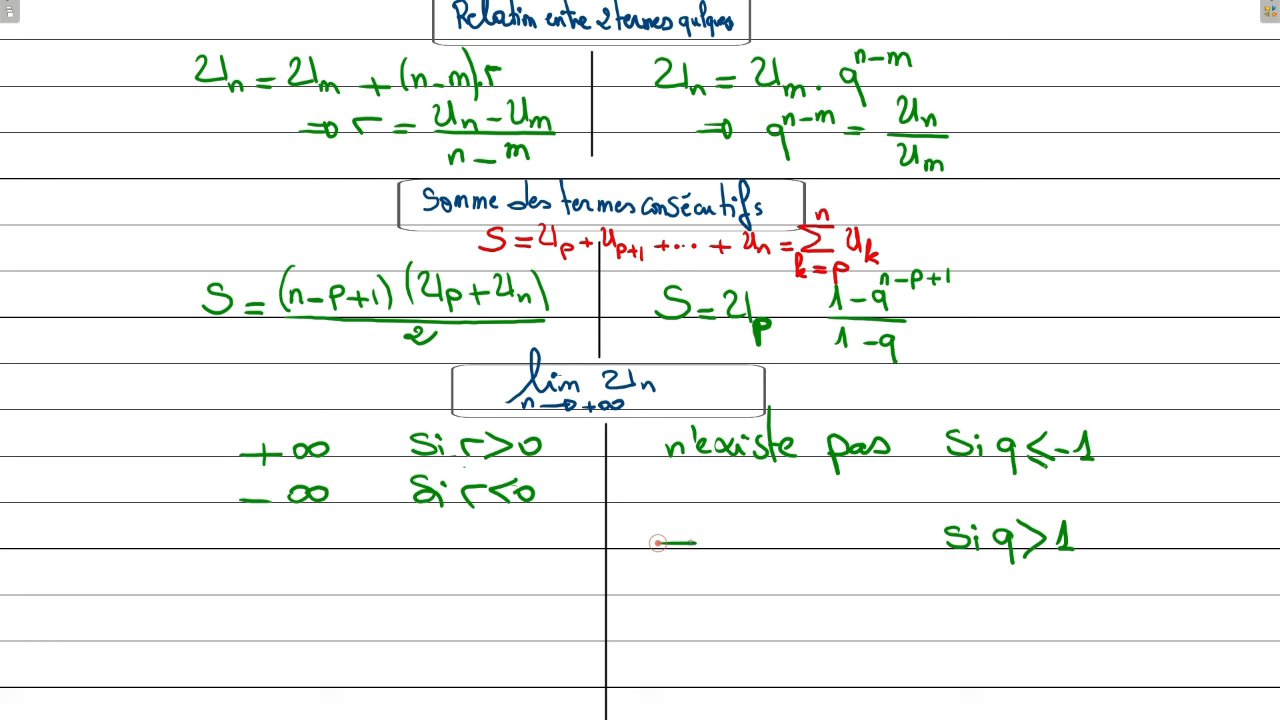 Relation entre 2 termes qulques
Un = Um + (n-m).r
⇒ r = (Un - Um)/(n - m)
Un = Um . q^(n-m)
⇒ q^(n-m) = Un/Um
Somme des termes consécutifs
S = Up + Up+1 + ... + Un = ∑_{k=p}^{n} Uk
S = (n-p+1)(Up+Un)/2
S = Up (1-q^(n-p+1))/(1-q)
lim Un
n→+∞
+∞ si r>0
-∞ si r<0
n'existe pas si q≤-1
si q>1